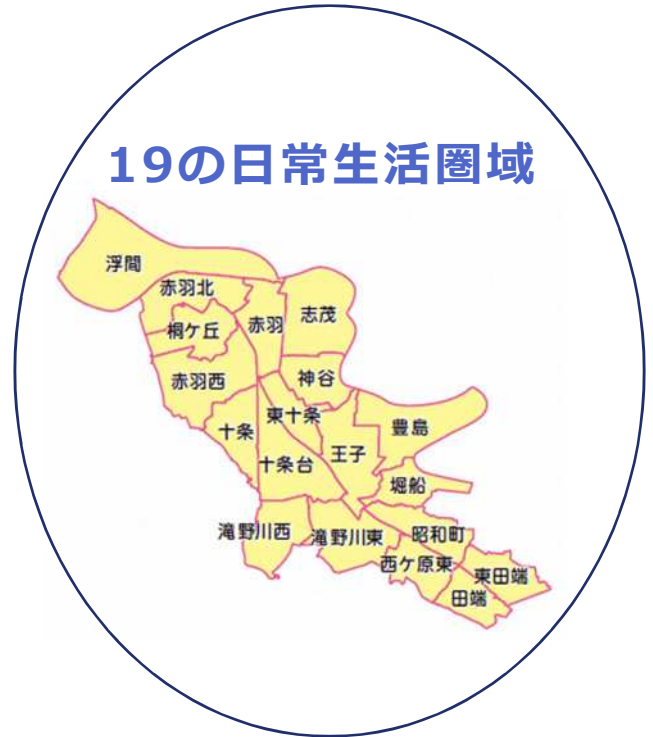 19の日常生活圏域
浮間
赤羽北
赤羽
志茂
桐ケ丘
赤羽西
神谷
東十条
十条
豊島
王子
十条台
堀船
滝野川西
滝野川東
昭和町
西ケ原東
東田端
田端